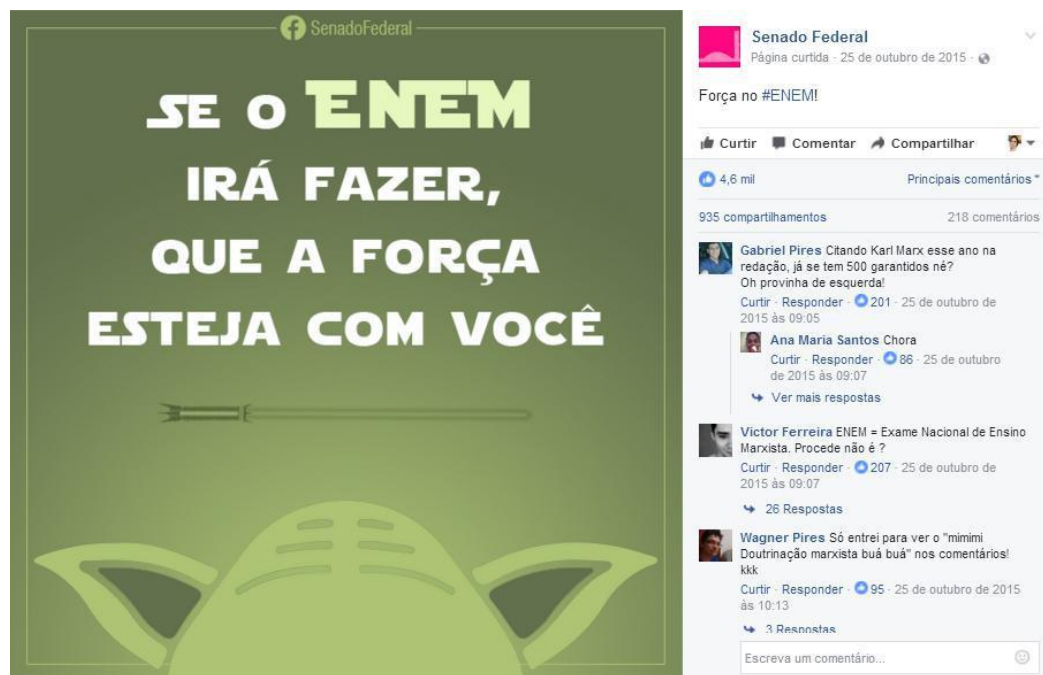 SenadoFederal
SE O ENEM
IRÁ FAZER,
QUE A FORÇA
ESTEJA COM VOCÊ
Senado Federal
Página curtida · 25 de outubro de 2015 ·
Força no #ENEM!
Curtir Comentar Compartilhar
4,6 mil Principais comentários
935 compartilhamentos 218 comentários
Gabriel Pires Citando Karl Marx esse ano na
redação, já se tem 500 garantidos né?
Oh provinha de esquerda!
Curtir · Responder · 201 · 25 de outubro de
2015 às 09:05
Ana Maria Santos Chora
Curtir · Responder · 86 · 25 de outubro
de 2015 às 09:07
Ver mais respostas
Victor Ferreira ENEM = Exame Nacional de Ensino
Marxista. Procede não é ?
Curtir · Responder · 207 · 25 de outubro de
2015 às 09:07
26 Respostas
Wagner Pires Só entrei para ver o "mimimi
Doutrinação marxista buá buá" nos comentários!
kkk
Curtir · Responder · 95 · 25 de outubro de 2015
às 10:13
3 Respostas
Escreva um comentário...